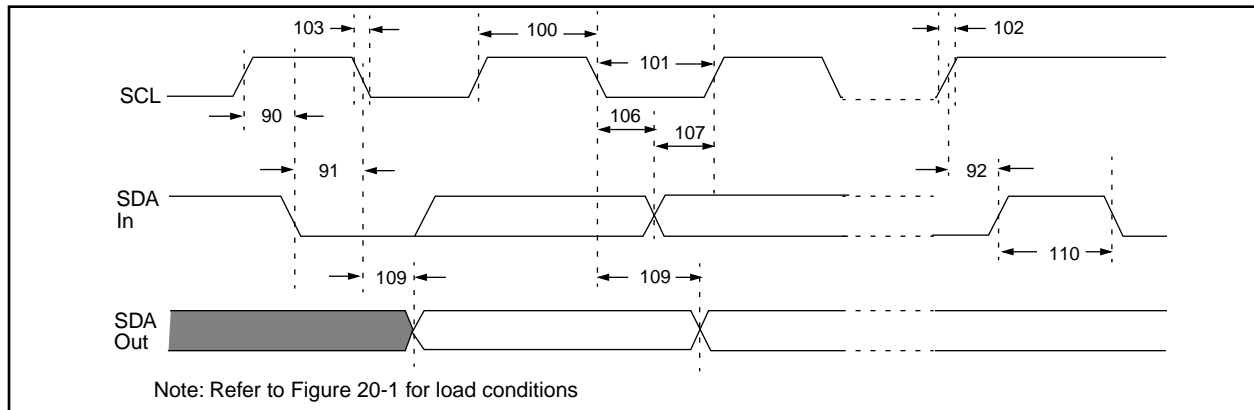 103
100
102
101
SCL
90
106
107
91
92
SDA
In
110
109
109
SDA
Out
Note: Refer to Figure 20-1 for load conditions